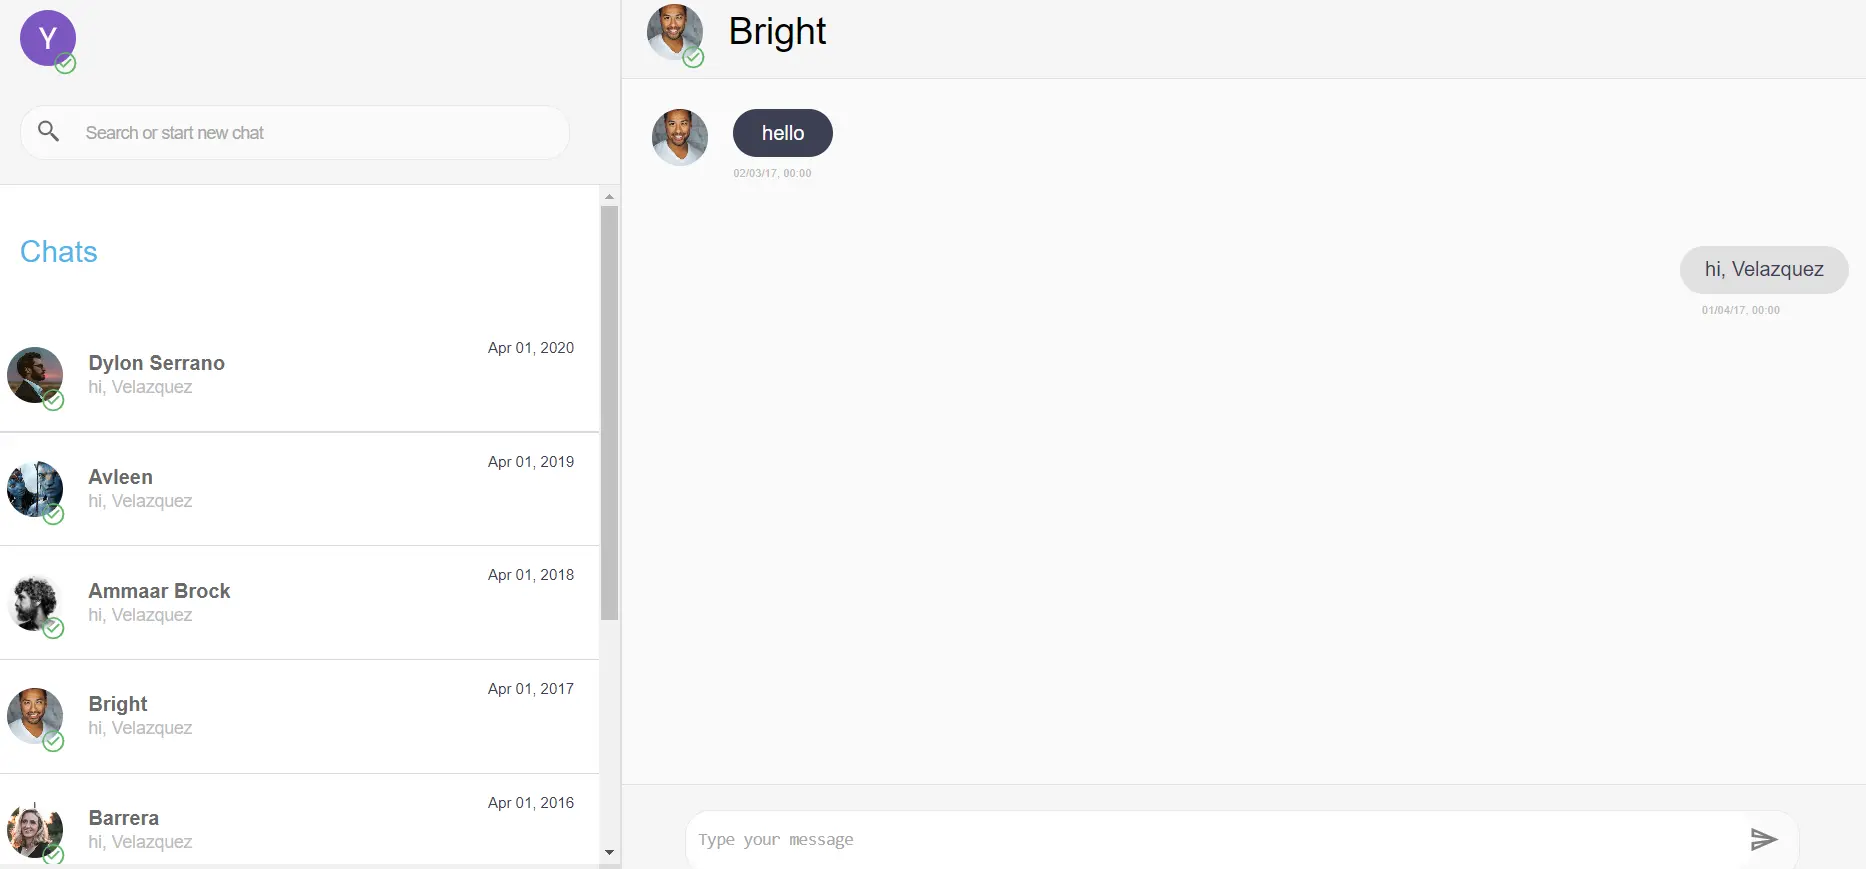 Y
Search or start new chat
Chats
Dylon Serrano
Apr 01, 2020
hi, Velazquez
Avleen
Apr 01, 2019
hi, Velazquez
Ammaar Brock
Apr 01, 2018
hi, Velazquez
Bright
Apr 01, 2017
hi, Velazquez
Barrera
Apr 01, 2016
hi, Velazquez
Bright
hello
02/03/17, 00:00
hi, Velazquez
01/04/17, 00:00
Type your message